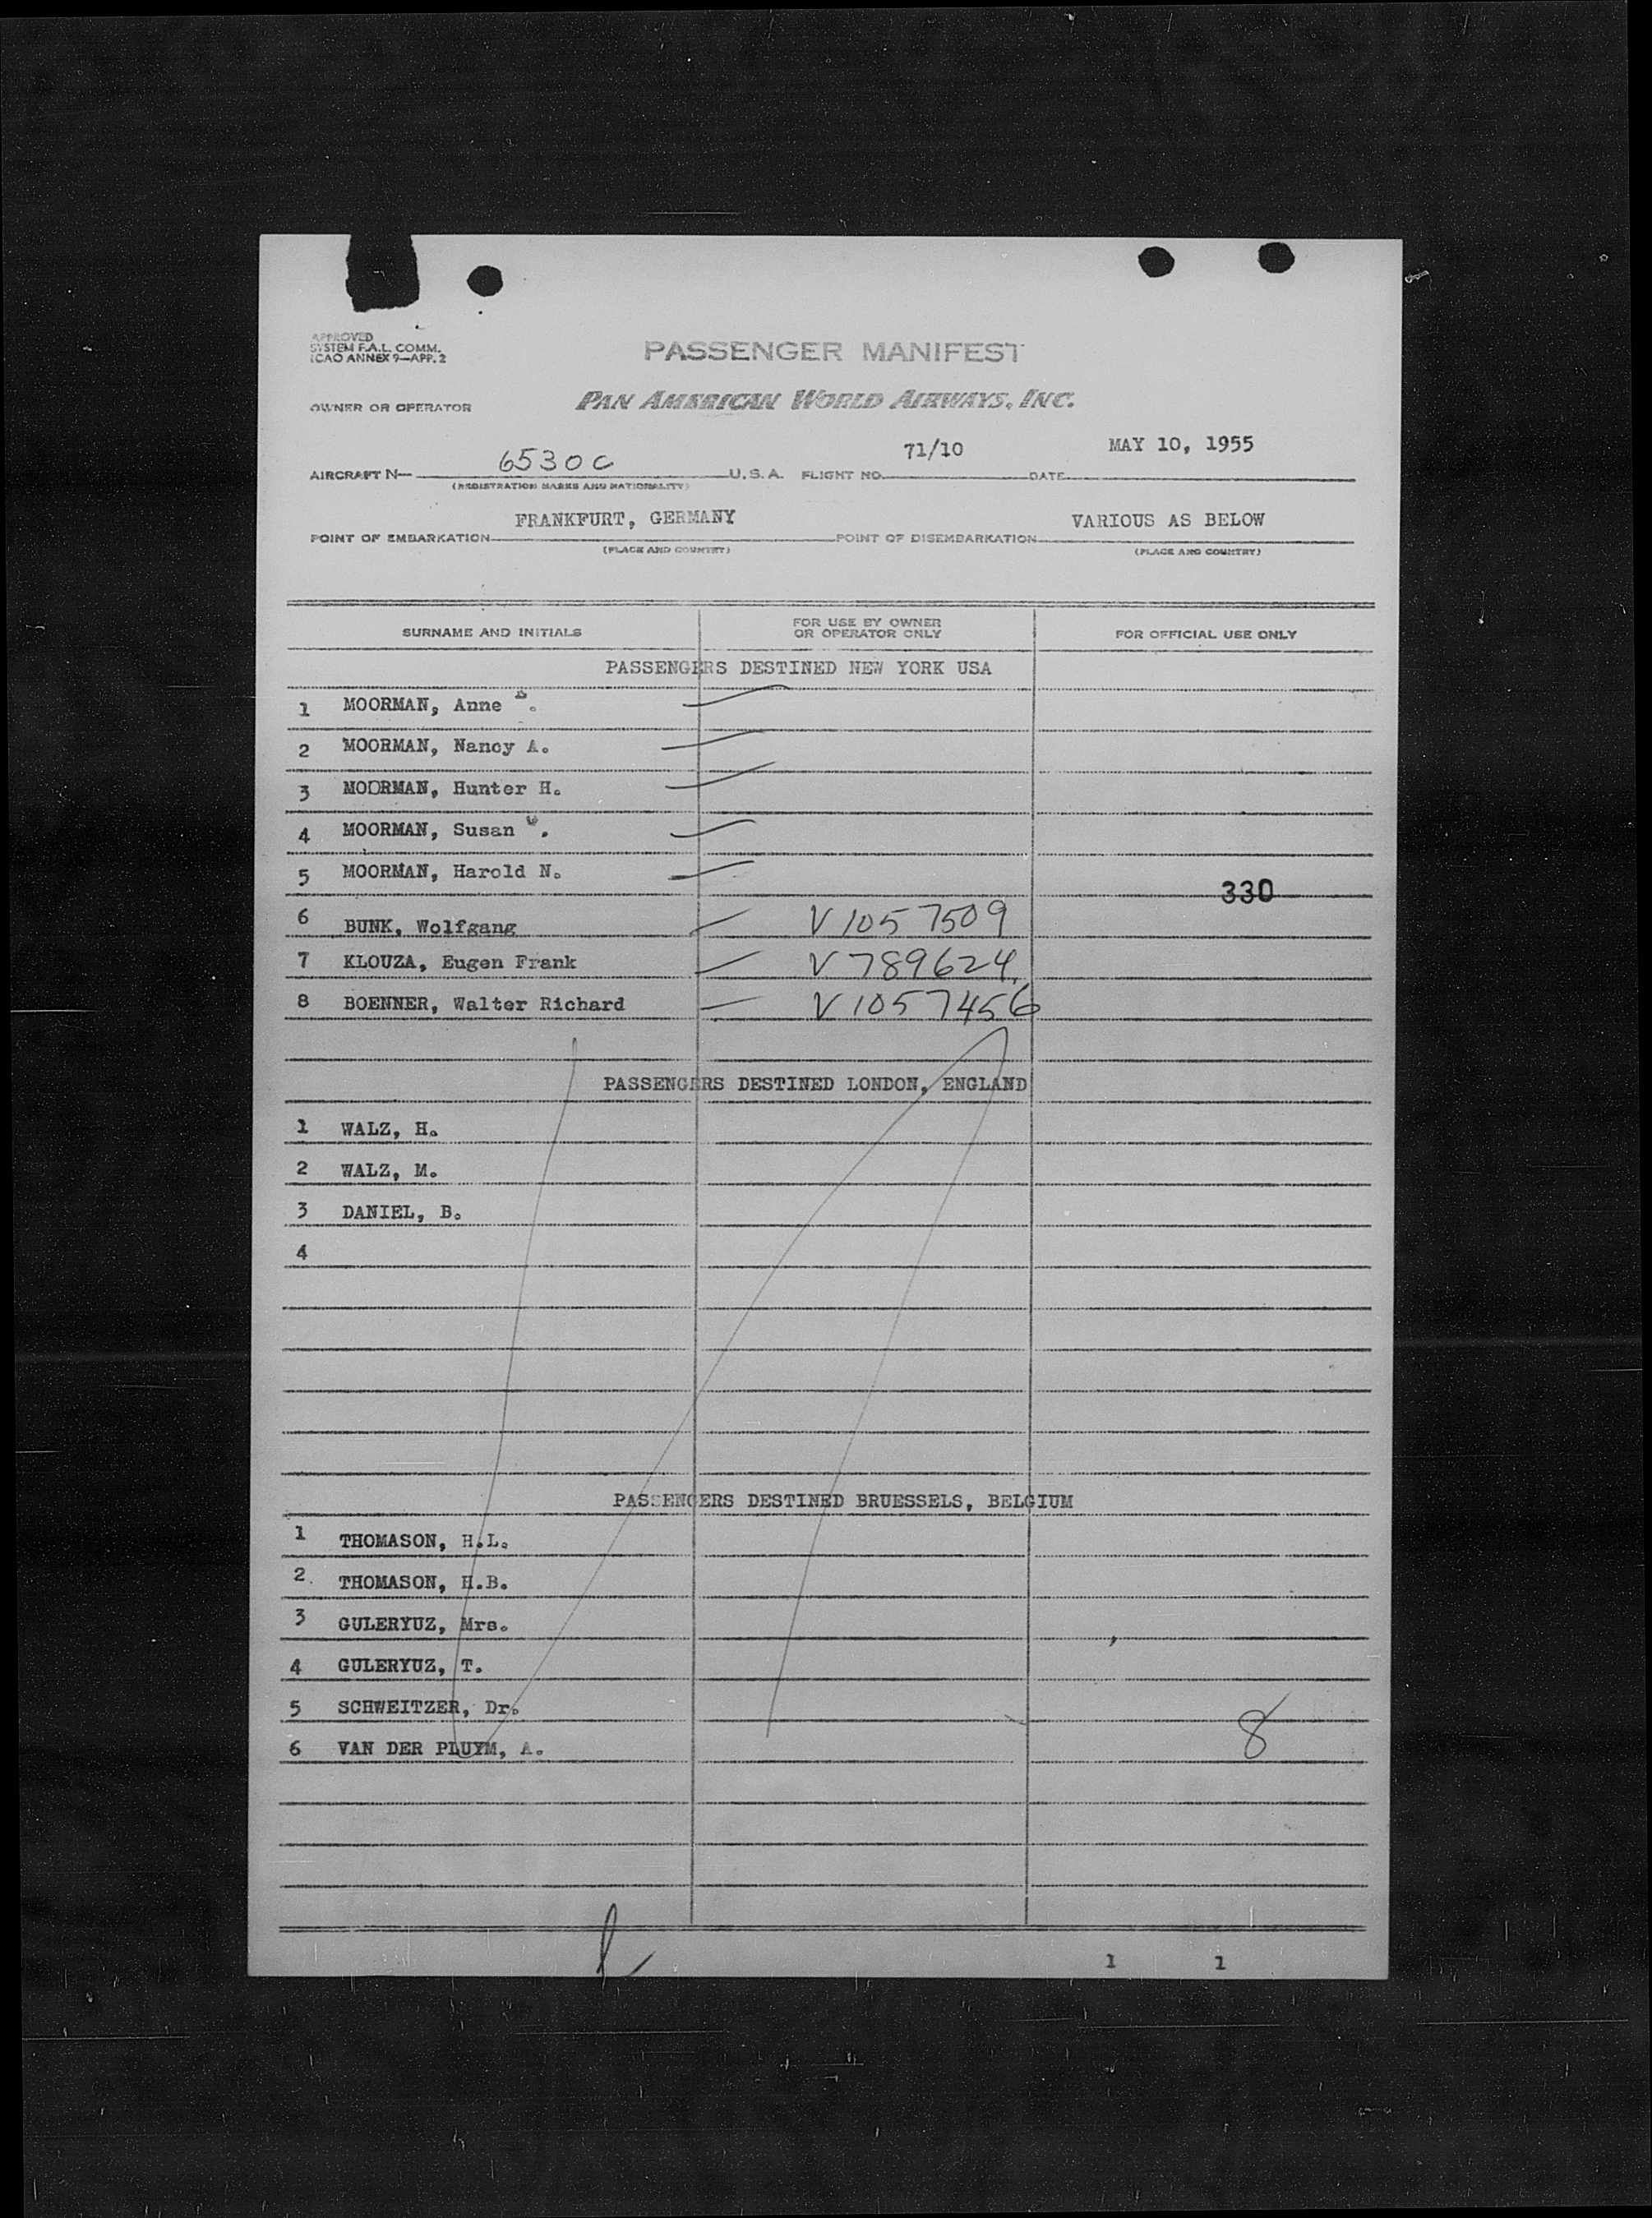 APPROVED
SYSTEM F.A.L. COMM.
ICAO ANNEX 9—APP. 2
PASSENGER MANIFEST
OWNER OR OPERATOR PAN AMERICAN WORLD AIRWAYS, INC.
AIRCRAFT N— 6530C U.S.A. FLIGHT NO. 71/10 DATE MAY 10, 1955
(REGISTRATION MARKS AND NATIONALITY)
POINT OF EMBARKATION FRANKFURT, GERMANY POINT OF DISEMBARKATION VARIOUS AS BELOW
(PLACE AND COUNTRY) (PLACE AND COUNTRY)
SURNAME AND INITIALS FOR USE BY OWNER OR OPERATOR ONLY FOR OFFICIAL USE ONLY
PASSENGERS DESTINED NEW YORK USA
1 MOORMAN, Anne .
2 MOORMAN, Nancy A.
3 MOORMAN, Hunter H.
4 MOORMAN, Susan .
5 MOORMAN, Harold N.
330
6 BUNK, Wolfgang V 1057509
7 KLOUZA, Eugen Frank V 789624
8 BOENNER, Walter Richard V 1057456
PASSENGERS DESTINED LONDON, ENGLAND
1 WALZ, H.
2 WALZ, M.
3 DANIEL, B.
4
PASSENGERS DESTINED BRUESSELS, BELGIUM
1 THOMASON, H.L.
2. THOMASON, H.B.
3 GULERYUZ, Mrs.
4 GULERYUZ, T.
5 SCHWEITZER, Dr.
6 VAN DER PLUYM, A. 8
1 1